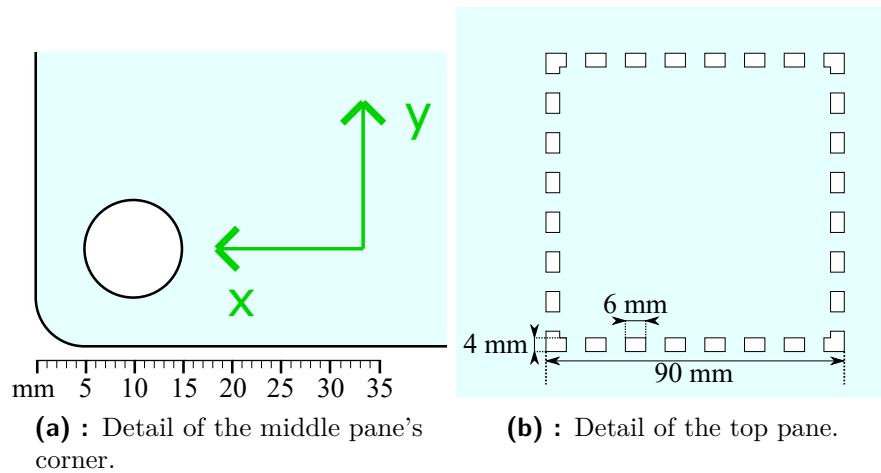 y
x
mm 5 10 15 20 25 30 35
(a) : Detail of the middle pane's
corner.
6 mm
4 mm
90 mm
(b) : Detail of the top pane.